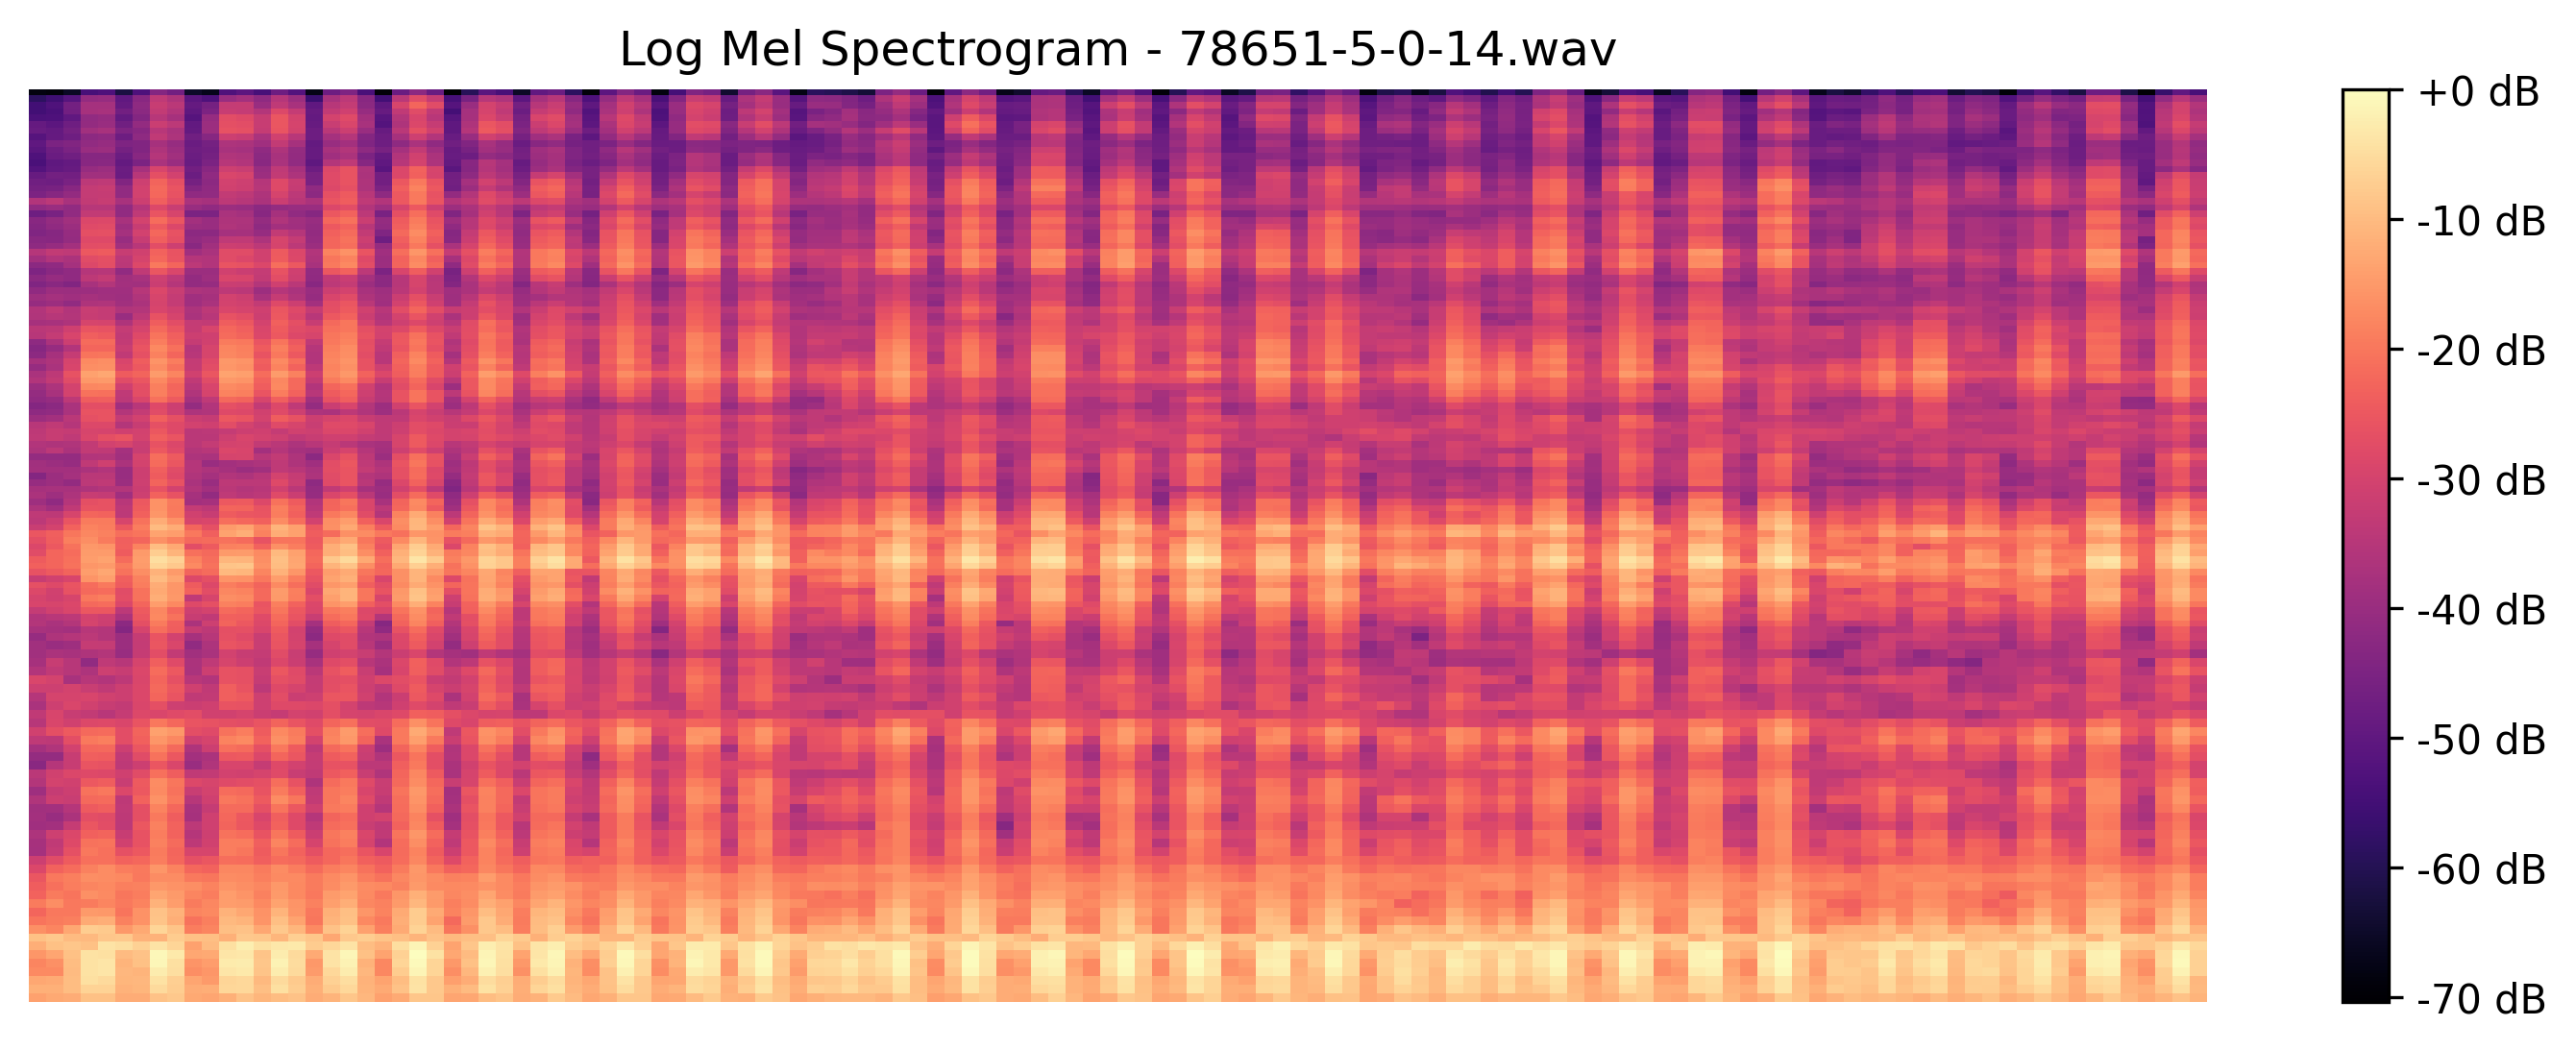 Log Mel Spectrogram - 78651-5-0-14.wav
+0 dB
-10 dB
-20 dB
-30 dB
-40 dB
-50 dB
-60 dB
-70 dB